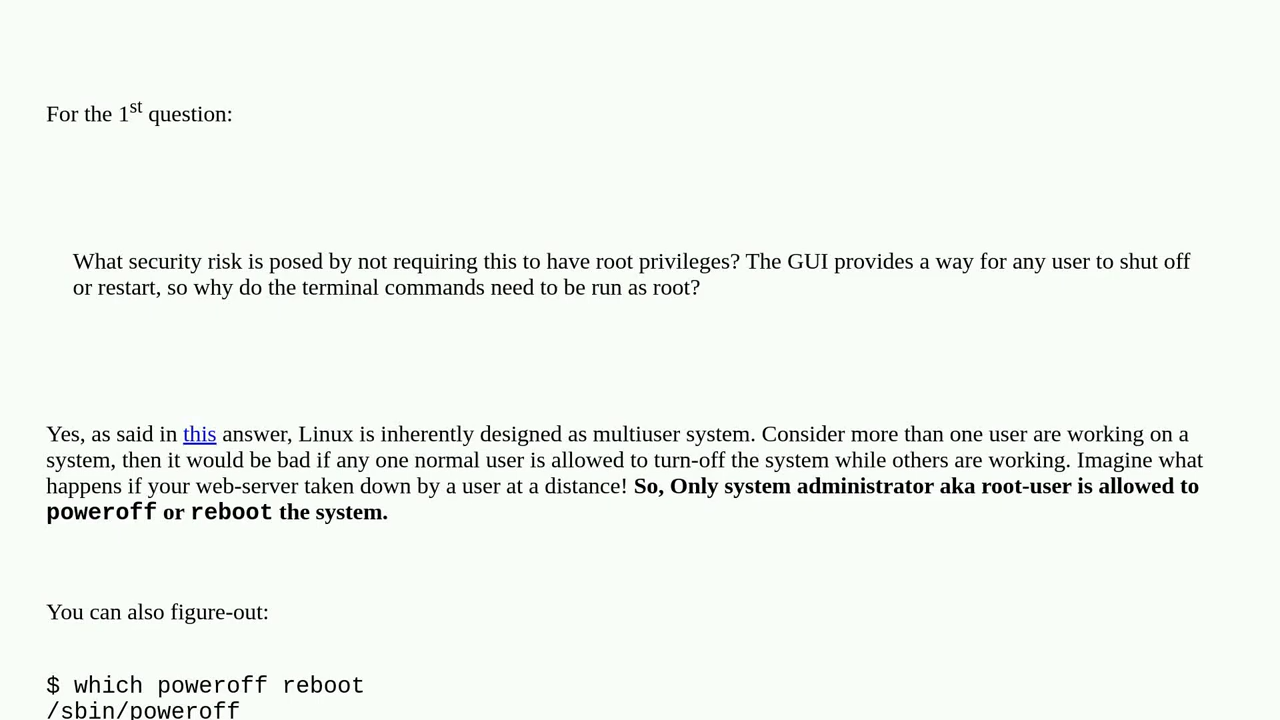 For the 1st question:
What security risk is posed by not requiring this to have root privileges? The GUI provides a way for any user to shut off
or restart, so why do the terminal commands need to be run as root?
Yes, as said in this answer, Linux is inherently designed as multiuser system. Consider more than one user are working on a
system, then it would be bad if any one normal user is allowed to turn-off the system while others are working. Imagine what
happens if your web-server taken down by a user at a distance! So, Only system administrator aka root-user is allowed to
poweroff or reboot the system.
You can also figure-out:
$ which poweroff reboot
/sbin/poweroff